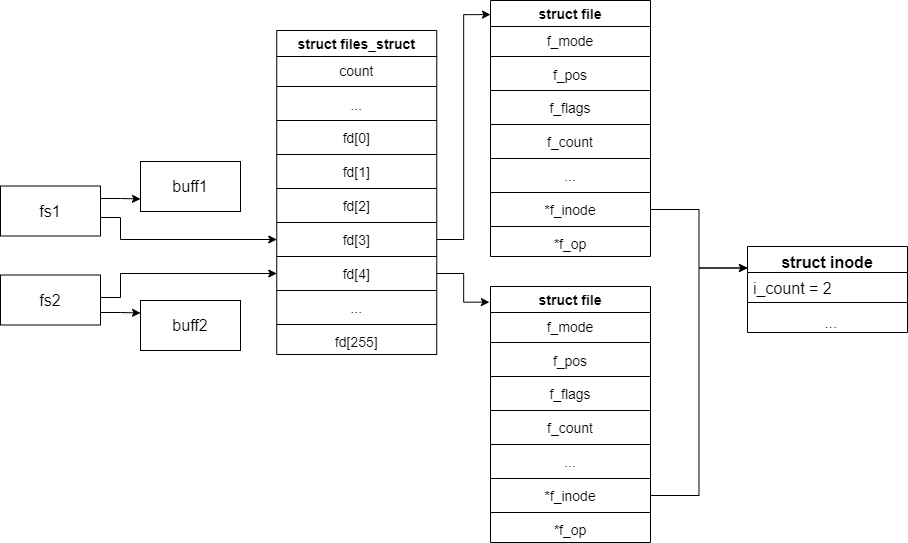 fs1
buff1
fs2
buff2
struct files_struct
count
...
fd[0]
fd[1]
fd[2]
fd[3]
fd[4]
...
fd[255]
struct file
f_mode
f_pos
f_flags
f_count
...
*f_inode
*f_op
struct file
f_mode
f_pos
f_flags
f_count
...
*f_inode
*f_op
struct inode
i_count = 2
...